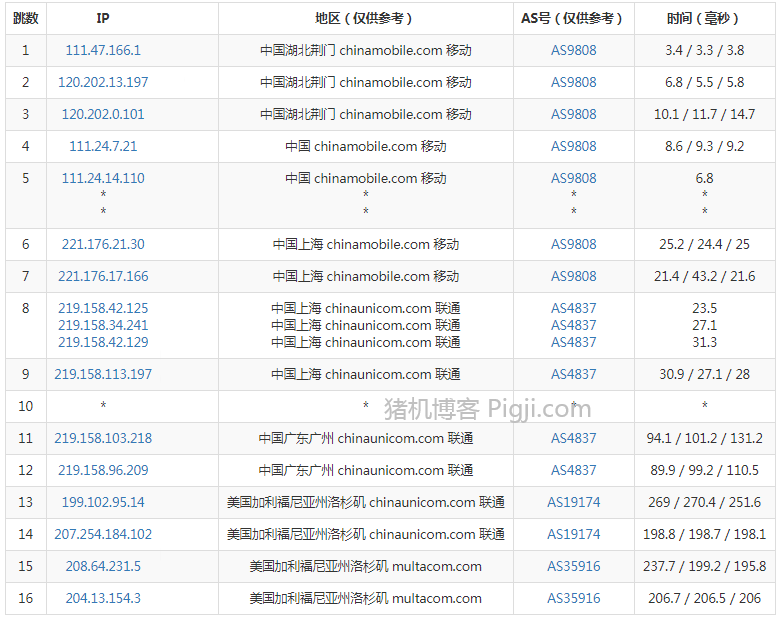 跳数 IP 地区（仅供参考） AS号（仅供参考） 时间（毫秒）
1 111.47.166.1 中国湖北荆门 chinamobile.com 移动 AS9808 3.4 / 3.3 / 3.8
2 120.202.13.197 中国湖北荆门 chinamobile.com 移动 AS9808 6.8 / 5.5 / 5.8
3 120.202.0.101 中国湖北荆门 chinamobile.com 移动 AS9808 10.1 / 11.7 / 14.7
4 111.24.7.21 中国 chinamobile.com 移动 AS9808 8.6 / 9.3 / 9.2
5 111.24.14.110 中国 chinamobile.com 移动 AS9808 6.8
* * * *
* * * *
6 221.176.21.30 中国上海 chinamobile.com 移动 AS9808 25.2 / 24.4 / 25
7 221.176.17.166 中国上海 chinamobile.com 移动 AS9808 21.4 / 43.2 / 21.6
8 219.158.42.125 中国上海 chinaunicom.com 联通 AS4837 23.5
219.158.34.241 中国上海 chinaunicom.com 联通 AS4837 27.1
219.158.42.129 中国上海 chinaunicom.com 联通 AS4837 31.3
9 219.158.113.197 中国上海 chinaunicom.com 联通 AS4837 30.9 / 27.1 / 28
10 * * * *
猪机博客 Pigji.com
11 219.158.103.218 中国广东广州 chinaunicom.com 联通 AS4837 94.1 / 101.2 / 131.2
12 219.158.96.209 中国广东广州 chinaunicom.com 联通 AS4837 89.9 / 99.2 / 110.5
13 199.102.95.14 美国加利福尼亚州洛杉矶 chinaunicom.com 联通 AS19174 269 / 270.4 / 251.6
14 207.254.184.102 美国加利福尼亚州洛杉矶 chinaunicom.com 联通 AS19174 198.8 / 198.7 / 198.1
15 208.64.231.5 美国加利福尼亚州洛杉矶 multacom.com AS35916 237.7 / 199.2 / 195.8
16 204.13.154.3 美国加利福尼亚州洛杉矶 multacom.com AS35916 206.7 / 206.5 / 206